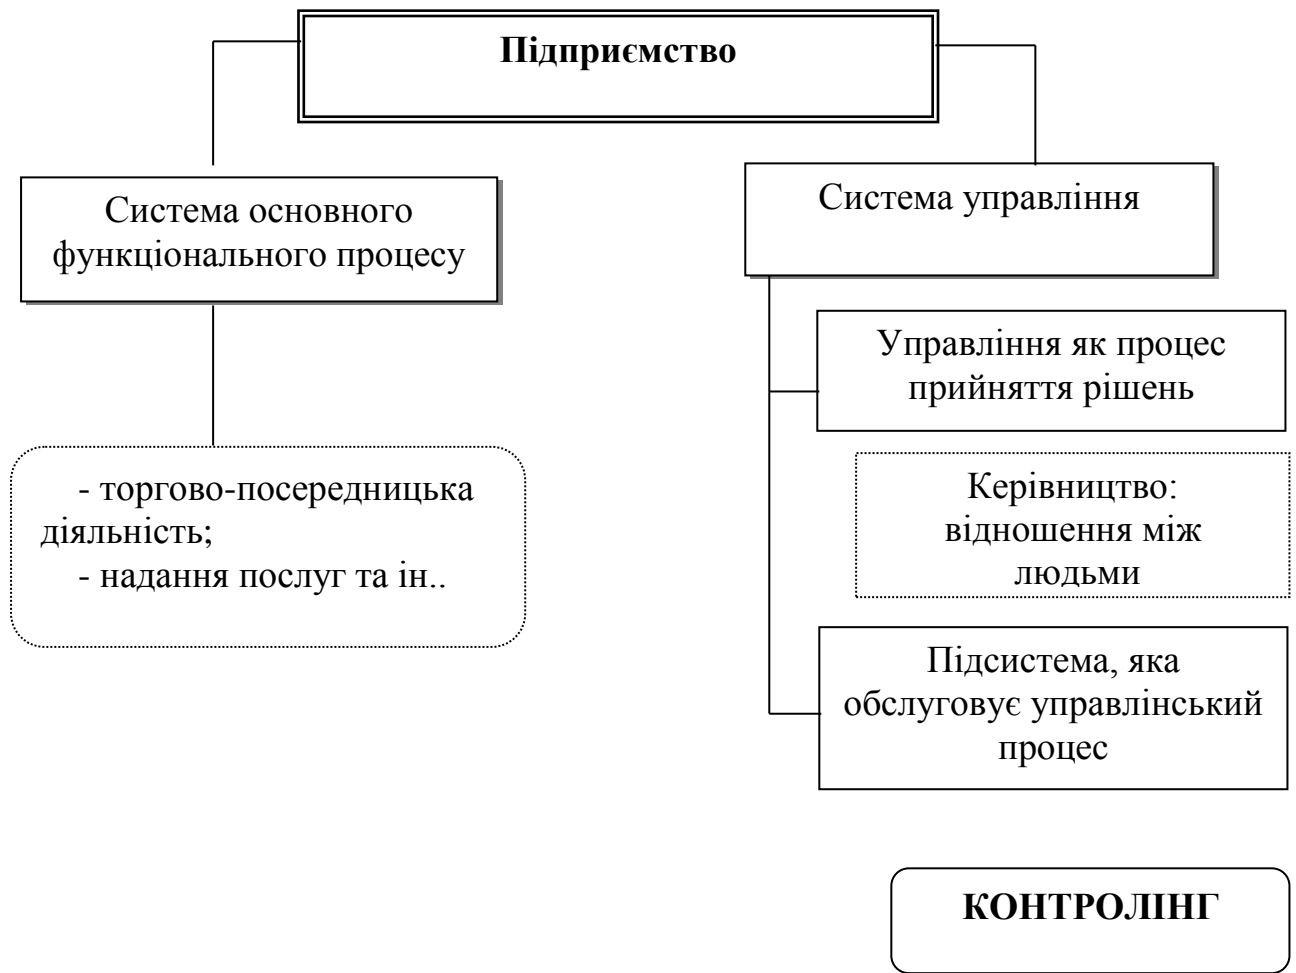 Підприємство
Система основного
функціонального процесу
- торгово-посередницька
діяльність;
- надання послуг та ін..
Система управління
Управління як процес
прийняття рішень
Керівництво:
відношення між
людьми
Підсистема, яка
обслуговує управлінський
процес
КОНТРОЛІНГ